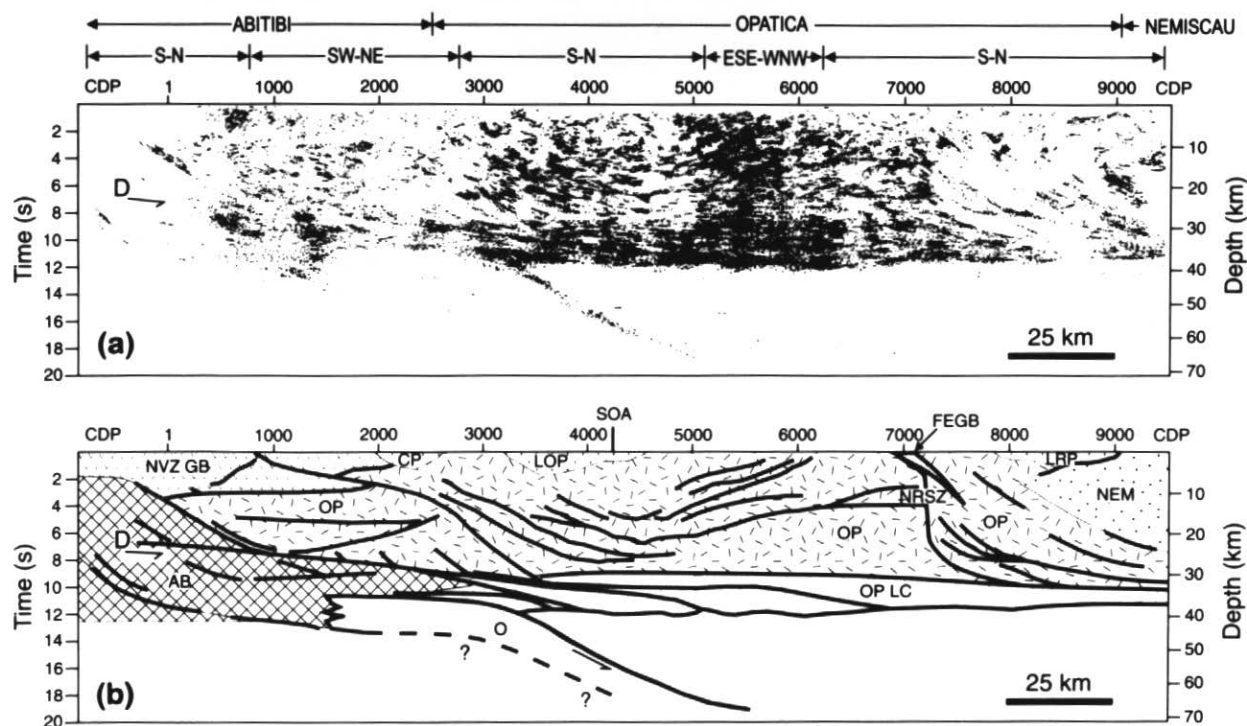 ABITIBI OPATICA NEMISCAU
S-N SW-NE S-N ESE-WNW S-N
CDP 1 1000 2000 3000 4000 5000 6000 7000 8000 9000 CDP
2
4
6
8
10
12
14
16
18
20
Time (s)
D
(a)
10
20
30
40
50
60
70
Depth (km)
25 km
SOA FEGB
CDP 1 1000 2000 3000 4000 5000 6000 7000 8000 9000 CDP
2
4
6
8
10
12
14
16
18
20
Time (s)
NVZ GB CP LOP LRP
OP NRSZ NEM
OP OP
D
AB
OP LC
O
?
?
(b)
10
20
30
40
50
60
70
Depth (km)
25 km